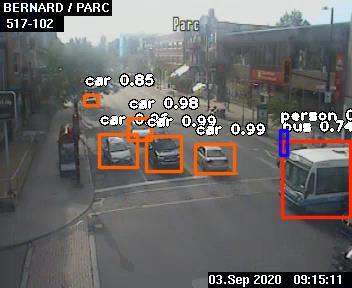 BERNARD / PARC
517-102
Parc
car 0.85
car 0.98
car
car 0.99
car 0.99
person 0
bus 0.74
03.Sep 2020 09:15:11